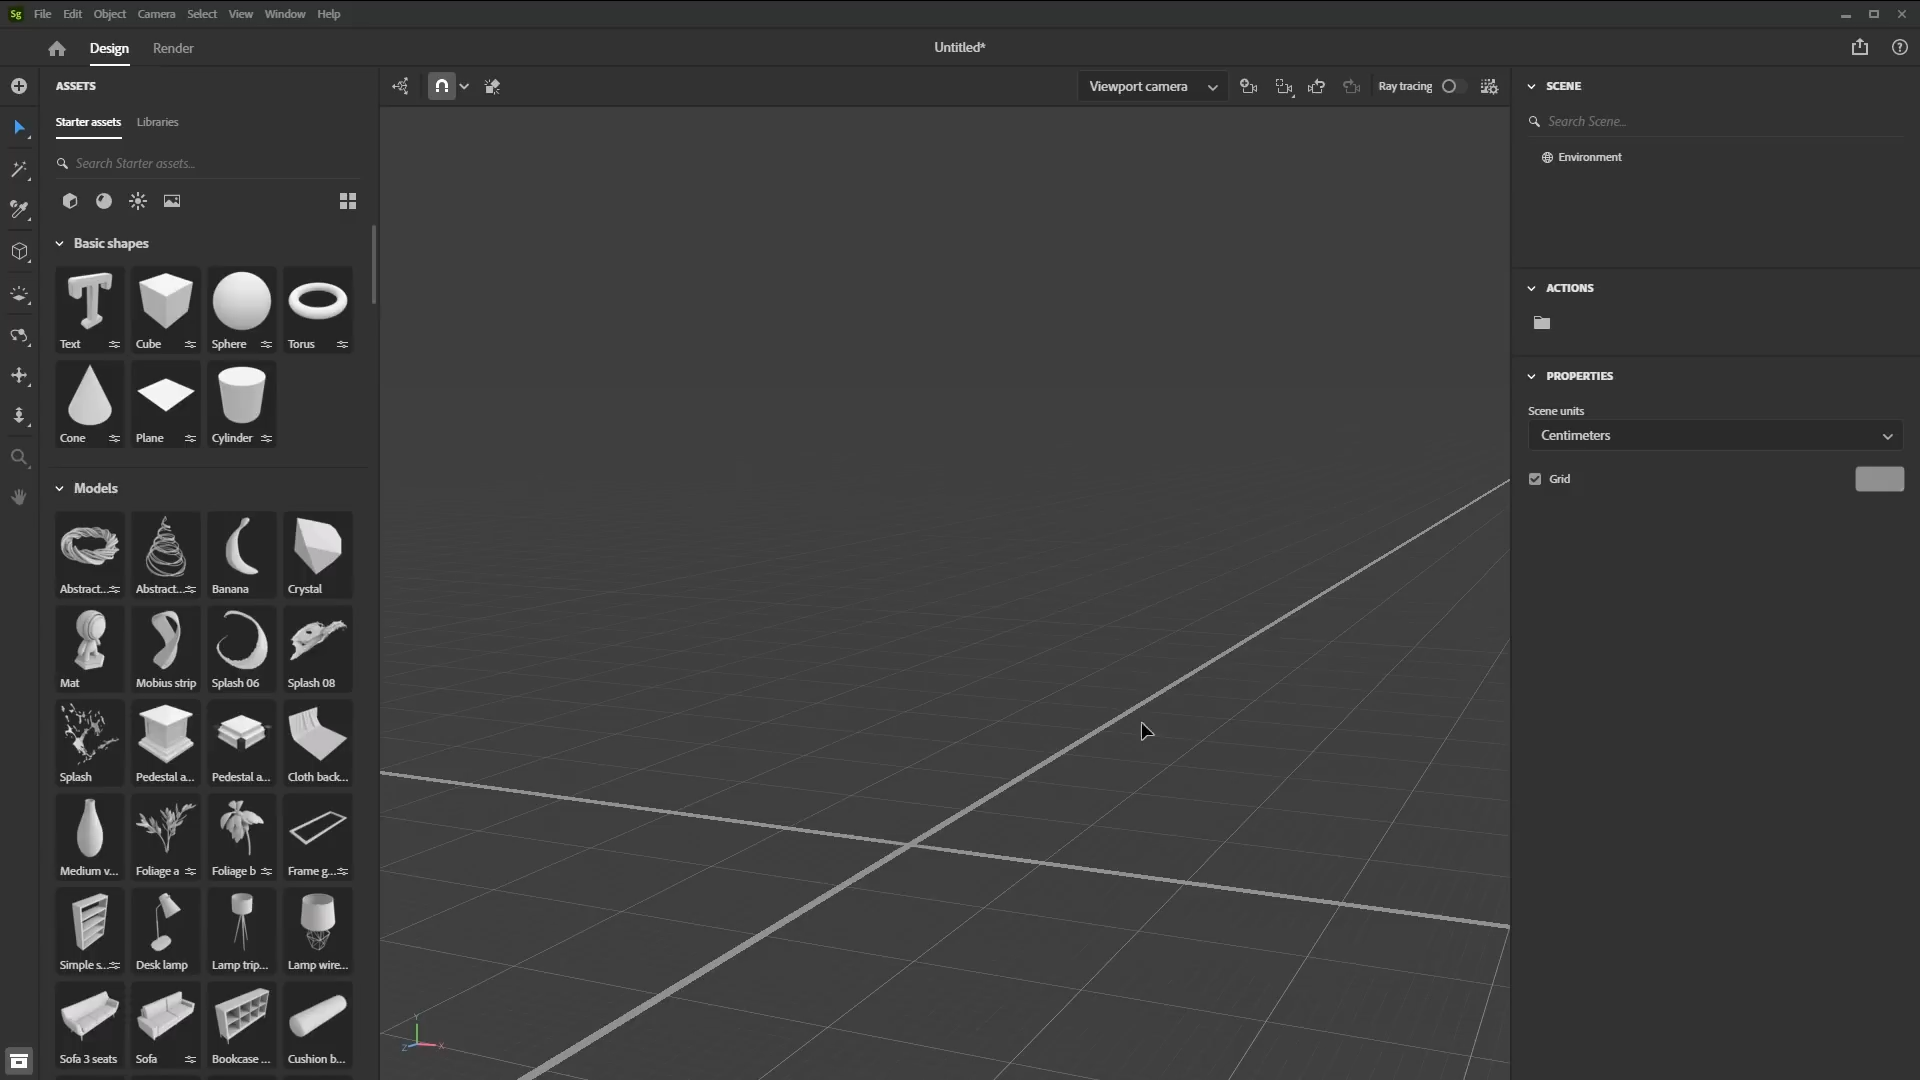 Sg File Edit Object Camera Select View Window Help
Design Render
Untitled*
ASSETS
Viewport camera
Ray tracing
SCENE
Starter assets Libraries
Search Scene...
Search Starter assets...
Environment
Basic shapes
Text Cube Sphere Torus
ACTIONS
Cone Plane Cylinder
PROPERTIES
Scene units
Centimeters
Grid
Models
Abstract... Abstract... Banana Crystal
Mat Mobius strip Splash 06 Splash 08
Splash Pedestal a... Pedestal a... Cloth back...
Medium v... Foliage a Foliage b Frame g...
Simple s... Desk lamp Lamp trip... Lamp wire...
Sofa 3 seats Sofa Bookcase ... Cushion b...
Y
Z X